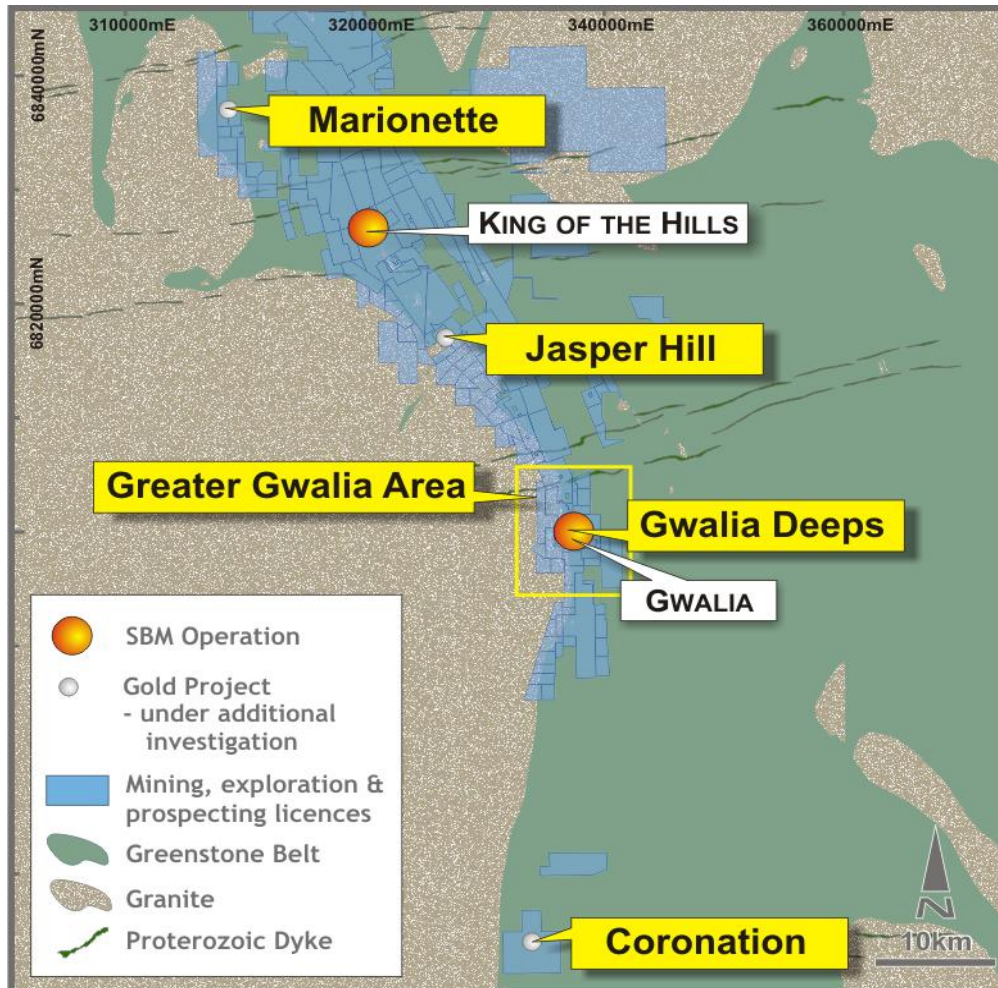 310000mE
320000mE
340000mE
360000mE
6840000mN
Marionette
KING OF THE HILLS
6820000mN
Jasper Hill
Greater Gwalia Area
Gwalia Deeps
GWALIA
SBM Operation
Gold Project
- under additional
investigation
Mining, exploration &
prospecting licences
Greenstone Belt
Granite
Proterozoic Dyke
Coronation
N
10km